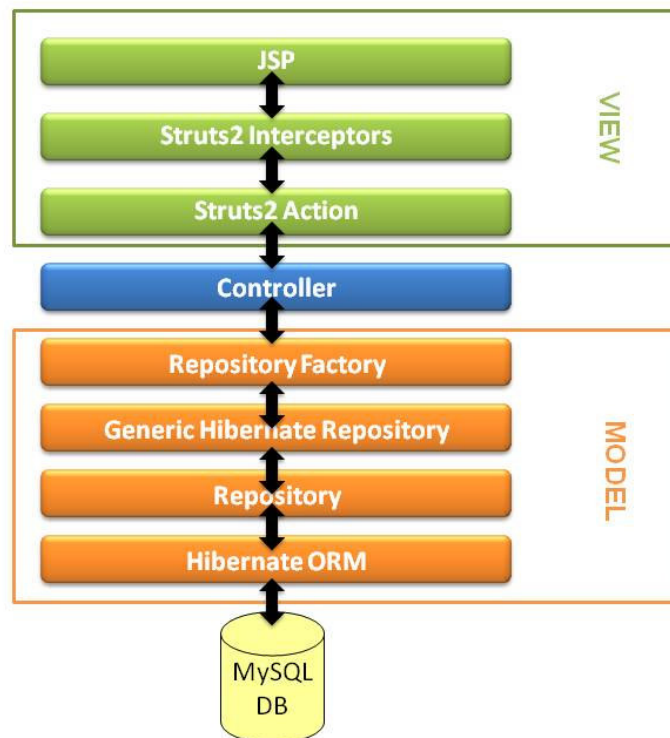 JSP
Struts2 Interceptors
Struts2 Action
VIEW
Controller
Repository Factory
Generic Hibernate Repository
Repository
Hibernate ORM
MODEL
MySQL
DB